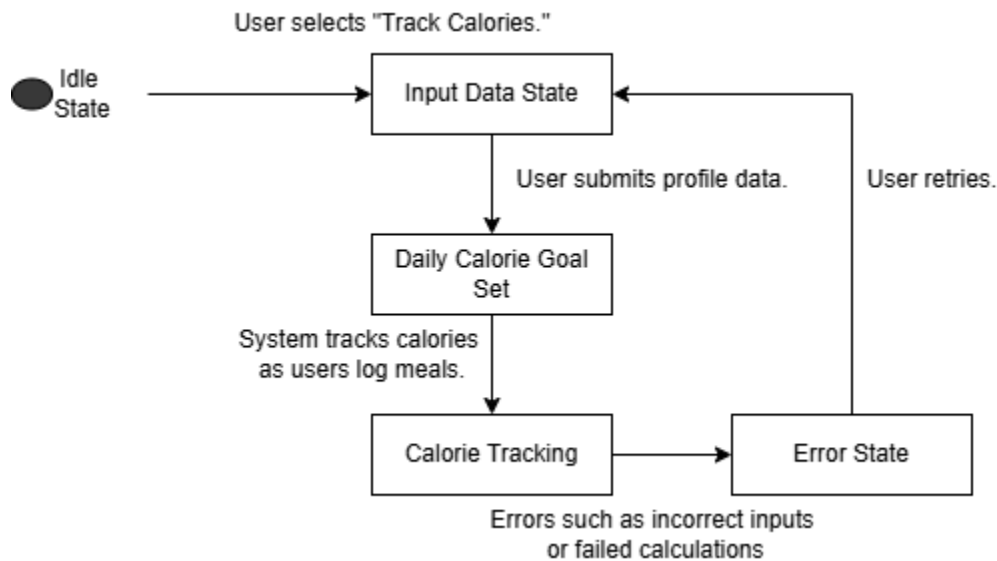 User selects "Track Calories."
Idle
State
Input Data State
User submits profile data.
User retries.
Daily Calorie Goal
Set
System tracks calories
as users log meals.
Calorie Tracking
Error State
Errors such as incorrect inputs
or failed calculations